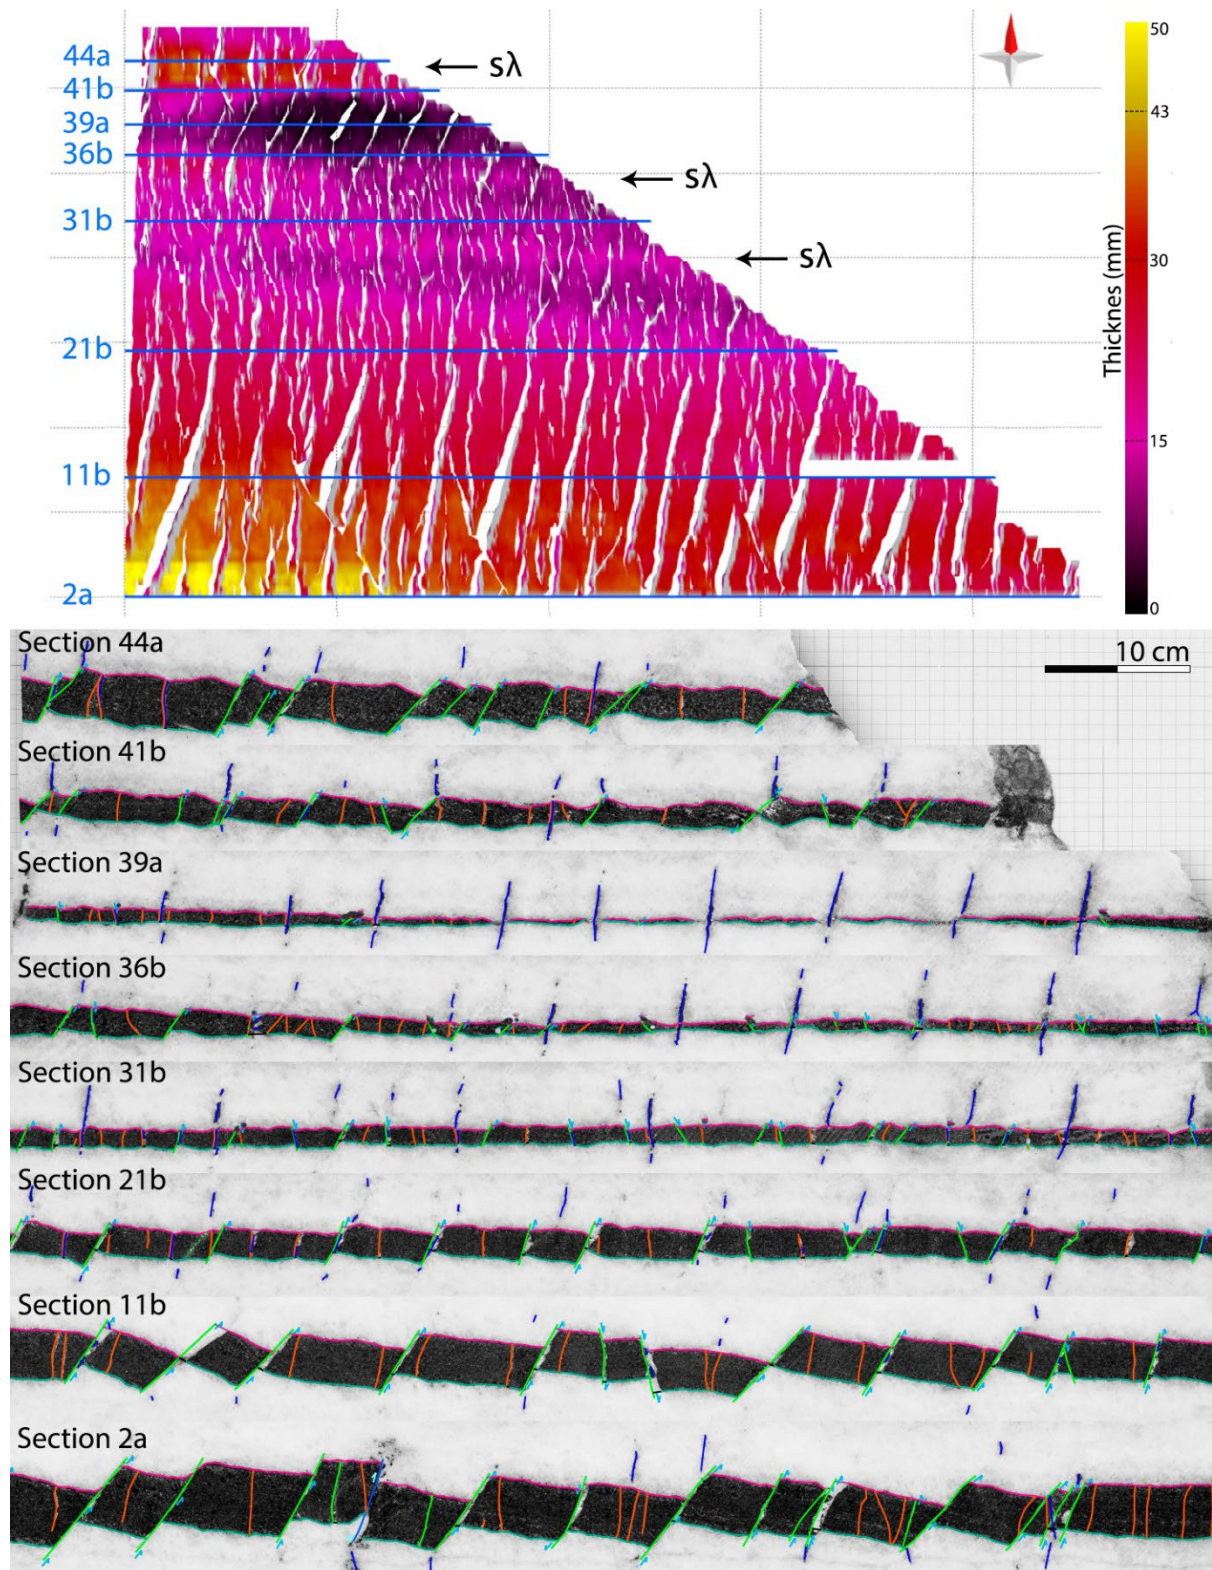 44a
sλ
41b
39a
36b
sλ
31b
sλ
21b
11b
2a
50
43
30
15
0
Thicknes (mm)
Section 44a
10 cm
Section 41b
Section 39a
Section 36b
Section 31b
Section 21b
Section 11b
Section 2a